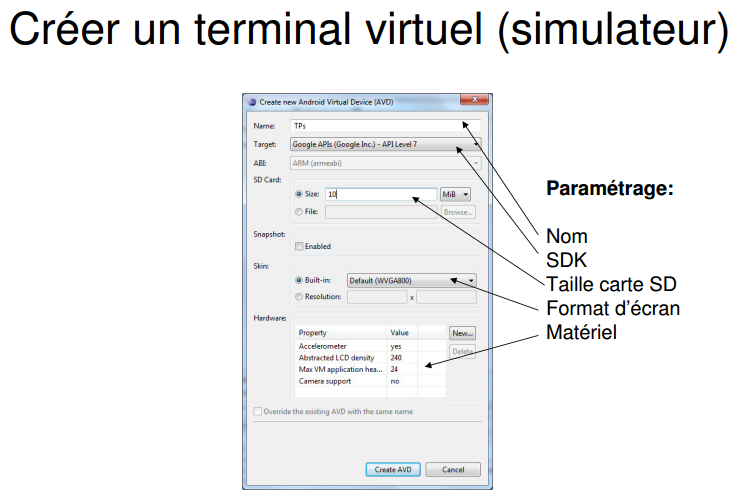 Créer un terminal virtuel (simulateur)
Create new Android Virtual Device (AVD)
Name: TPs
Target: Google APIs (Google Inc.) - API Level 7
ABI: ARM (armeabi)
SD Card:
Size: 10 MiB
File: Browse...
Snapshot:
Enabled
Skin:
Built-in: Default (WVGA800)
Resolution: x
Hardware:
Property Value New...
Accelerometer yes
Abstracted LCD density 240 Delete
Max VM application hea... 24
Camera support no
Override the existing AVD with the same name
Create AVD Cancel
Paramétrage:
Nom
SDK
Taille carte SD
Format d'écran
Matériel